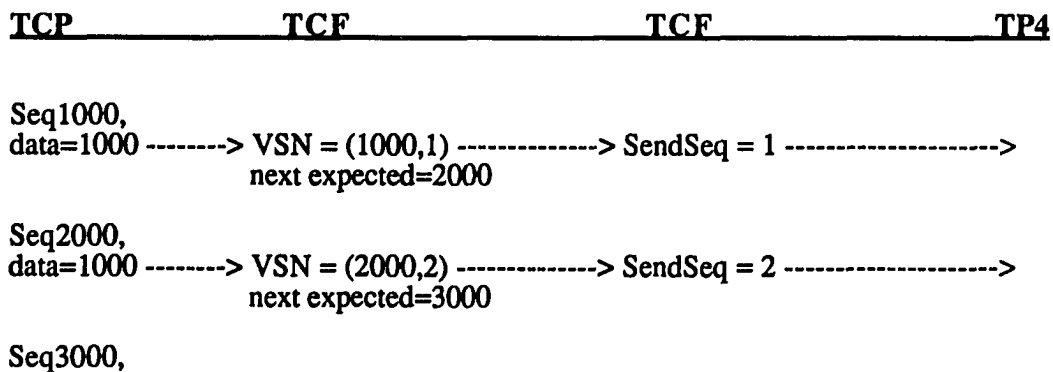 TCP TCF TCF TP4
Seq1000,
data=1000 --------> VSN = (1000,1) --------------> SendSeq = 1 ---------------------->
next expected=2000
Seq2000,
data=1000 --------> VSN = (2000,2) --------------> SendSeq = 2 ---------------------->
next expected=3000
Seq3000,